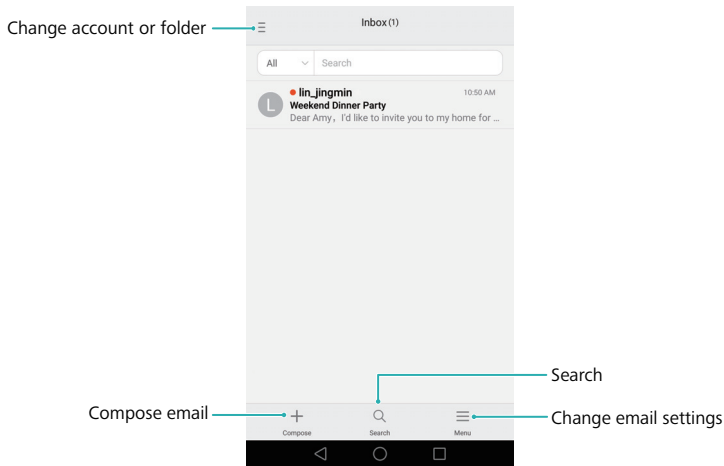 Change account or folder
Inbox (1)
All
Search
L
lin_jingmin
10:50 AM
Weekend Dinner Party
Dear Amy，I'd like to invite you to my home for ...
Search
Compose email
Change email settings
Compose
Search
Menu